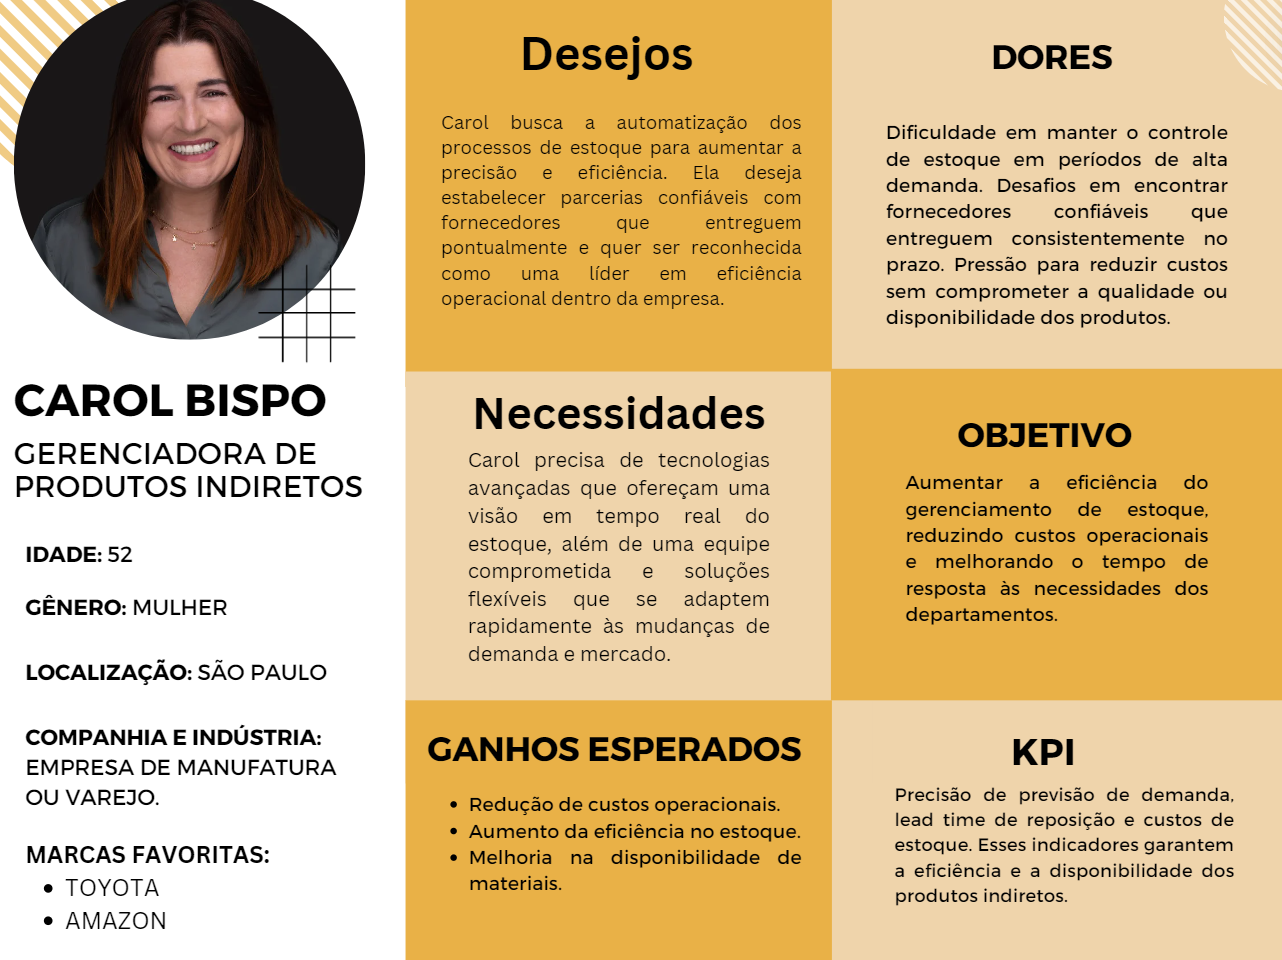 CAROL BISPO
GERENCIADORA DE
PRODUTOS INDIRETOS
IDADE: 52
GÊNERO: MULHER
LOCALIZAÇÃO: SÃO PAULO
COMPANHIA E INDÚSTRIA:
EMPRESA DE MANUFATURA
OU VAREJO.
MARCAS FAVORITAS:
• TOYOTA
• AMAZON
Desejos
Carol busca a automatização dos
processos de estoque para aumentar a
precisão e eficiência. Ela deseja
estabelecer parcerias confiáveis com
fornecedores que entreguem
pontualmente e quer ser reconhecida
como uma líder em eficiência
operacional dentro da empresa.
DORES
Dificuldade em manter o controle
de estoque em períodos de alta
demanda. Desafios em encontrar
fornecedores confiáveis que
entreguem consistentemente no
prazo. Pressão para reduzir custos
sem comprometer a qualidade ou
disponibilidade dos produtos.
Necessidades
Carol precisa de tecnologias
avançadas que ofereçam uma
visão em tempo real do
estoque, além de uma equipe
comprometida e soluções
flexíveis que se adaptem
rapidamente às mudanças de
demanda e mercado.
OBJETIVO
Aumentar a eficiência do
gerenciamento de estoque,
reduzindo custos operacionais
e melhorando o tempo de
resposta às necessidades dos
departamentos.
GANHOS ESPERADOS
• Redução de custos operacionais.
• Aumento da eficiência no estoque.
• Melhoria na disponibilidade de
materiais.
KPI
Precisão de previsão de demanda,
lead time de reposição e custos de
estoque. Esses indicadores garantem
a eficiência e a disponibilidade dos
produtos indiretos.